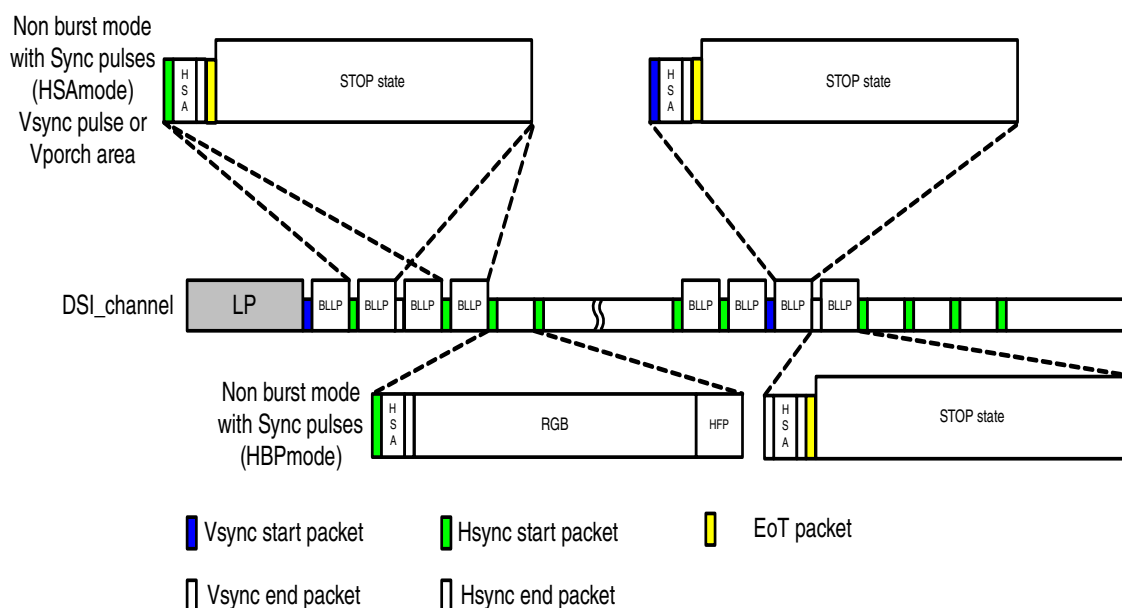 Non burst mode
with Sync pulses
(HSAmode)
Vsync pulse or
Vporch area
H
S
A
STOP state
H
S
A
STOP state
DSI_channel
LP
BLLP
BLLP
BLLP
BLLP
BLLP
BLLP
BLLP
BLLP
Non burst mode
with Sync pulses
(HBPmode)
H
S
A
RGB
HFP
H
S
A
STOP state
Vsync start packet
Hsync start packet
EoT packet
Vsync end packet
Hsync end packet